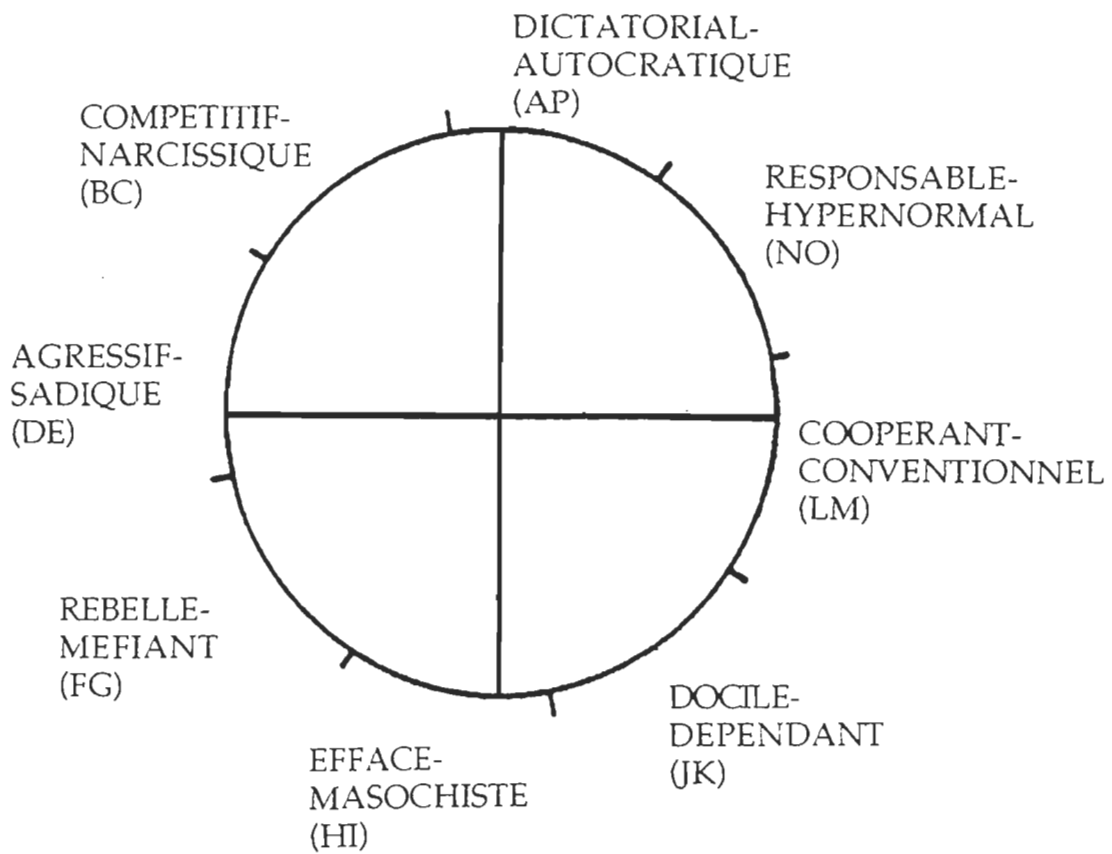 DICTATORIAL-
AUTOCRATIQUE
(AP)
COMPETITIF-
NARCISSIQUE
(BC)
RESPONSABLE-
HYPERNORMAL
(NO)
AGRESSIF-
SADIQUE
(DE)
COOPERANT-
CONVENTIONNEL
(LM)
REBELLE-
MEFIANT
(FG)
DOCILE-
DEPENDANT
(JK)
EFFACE-
MASOCHISTE
(HI)